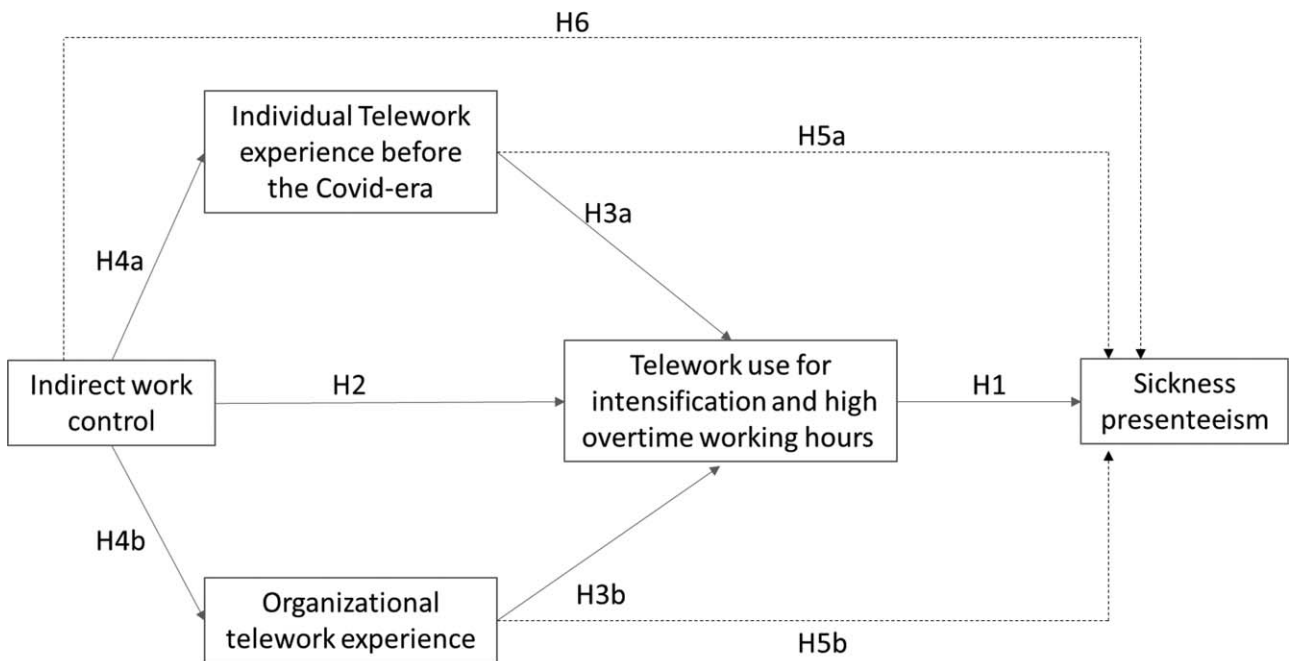 H6
Individual Telework
experience before
the Covid-era
H5a
H3a
H4a
Indirect work
control
H2
Telework use for
intensification and high
overtime working hours
H1
Sickness
presenteeism
H4b
Organizational
telework experience
H3b
H5b